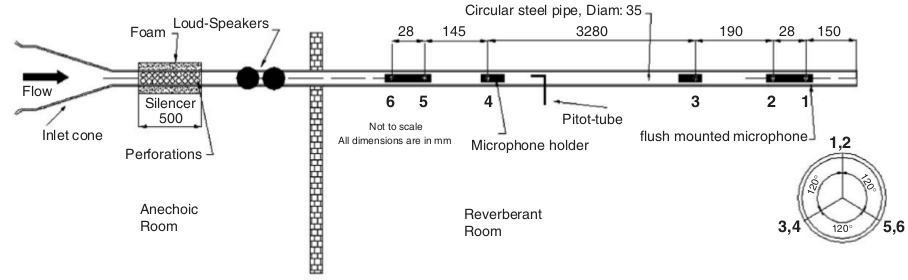 Circular steel pipe, Diam: 35
Loud-Speakers
Foam
28
145
3280
190
28
150
Flow
Silencer
500
6
5
4
3
2
1
Inlet cone
Perforations
Not to scale
All dimensions are in mm
Microphone holder
Pitot-tube
flush mounted microphone
1,2
120°
120°
3,4
120°
5,6
Anechoic
Room
Reverberant
Room